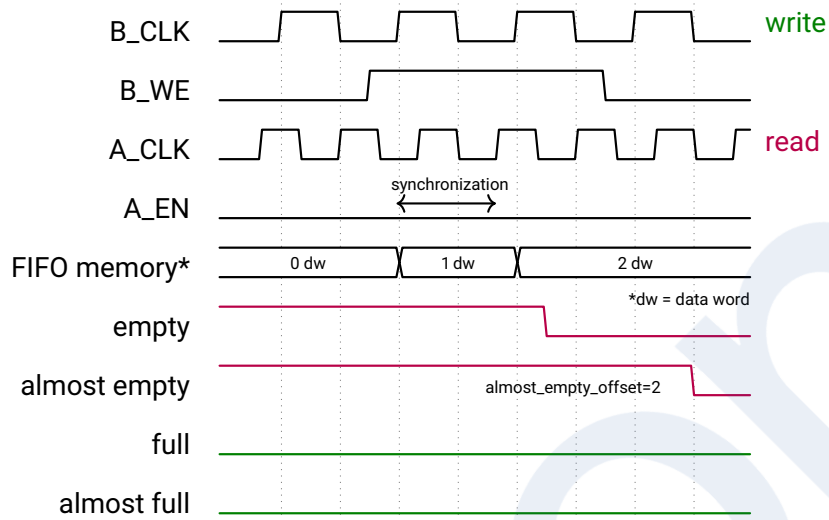 B_CLK
write
B_WE
A_CLK
read
synchronization
A_EN
FIFO memory*
0 dw
1 dw
2 dw
*dw = data word
empty
almost empty
almost_empty_offset=2
full
almost full